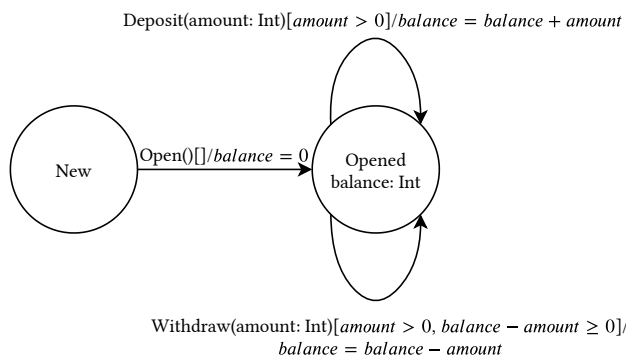 Deposit(amount: Int)[amount > 0]/balance = balance + amount
Open()[]/balance = 0
New
Opened
balance: Int
Withdraw(amount: Int)[amount > 0, balance − amount ≥ 0]/
balance = balance − amount